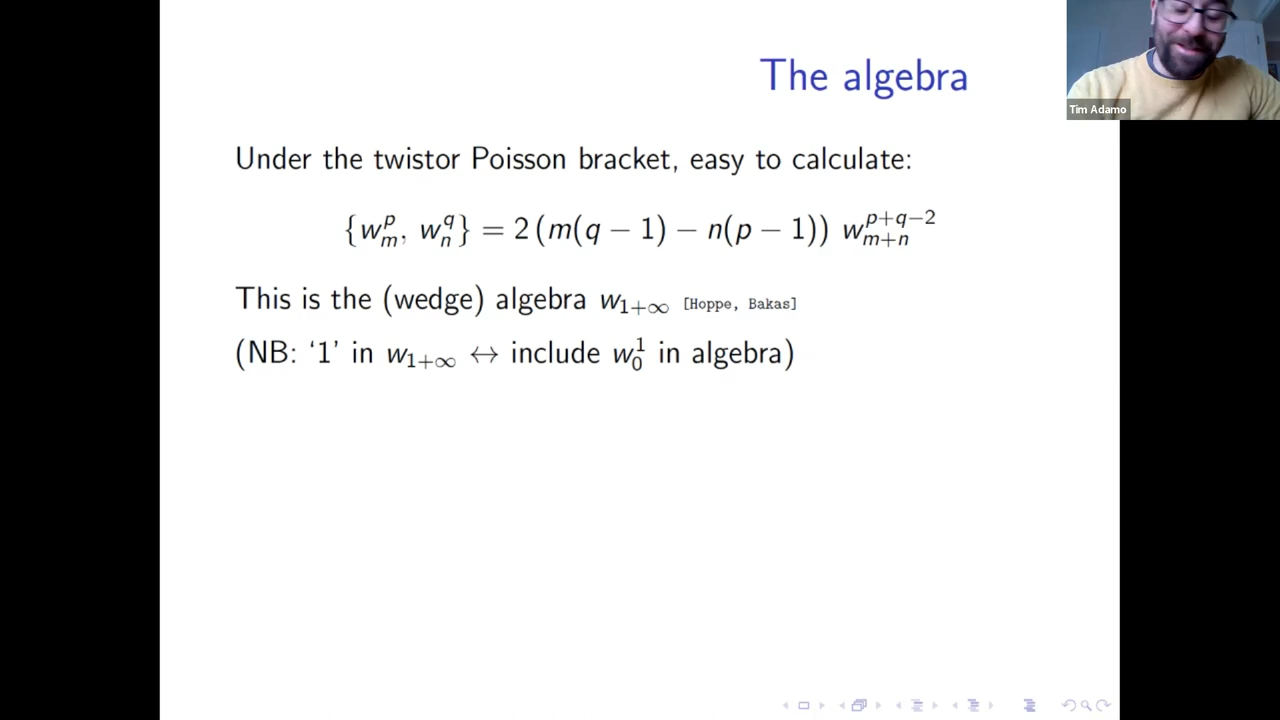 The algebra
Tim Adamo
Under the twistor Poisson bracket, easy to calculate:
{w^p_m, w^q_n} = 2 (m(q − 1) − n(p − 1)) w^{p+q−2}_{m+n}
This is the (wedge) algebra w_{1+∞} [Hoppe, Bakas]
(NB: ‘1’ in w_{1+∞} ↔ include w^1_0 in algebra)